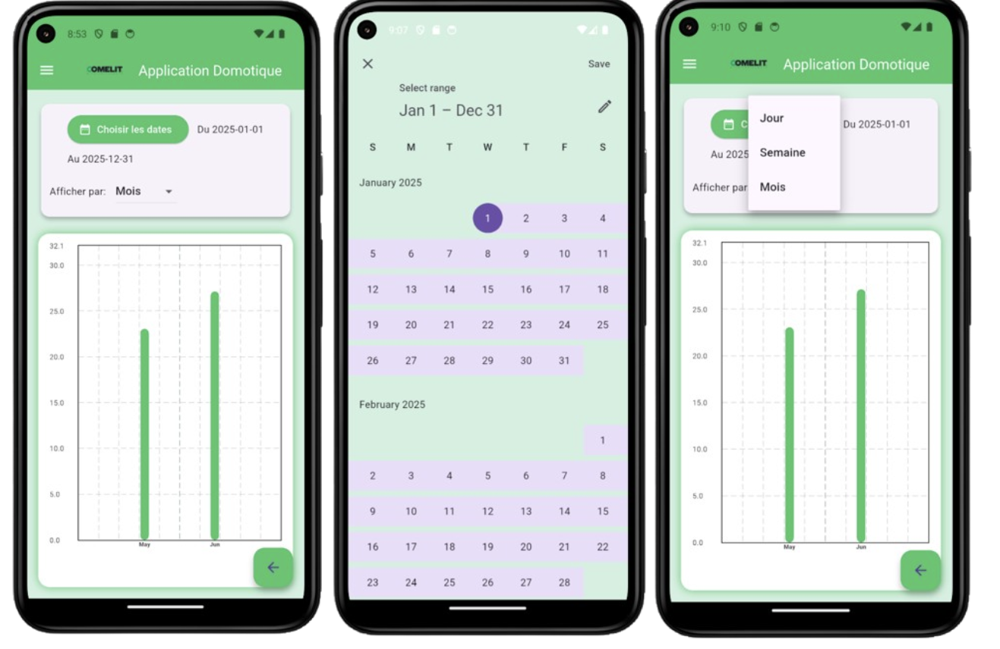 8:53
COMELIT Application Domotique
Choisir les dates Du 2025-01-01
Au 2025-12-31
Afficher par: Mois
32.1
30.0
25.0
20.0
15.0
10.0
5.0
0.0
May Jun
9:07
Save
Select range
Jan 1 – Dec 31
S M T W T F S
January 2025
1 2 3 4
5 6 7 8 9 10 11
12 13 14 15 16 17 18
19 20 21 22 23 24 25
26 27 28 29 30 31
February 2025
1
2 3 4 5 6 7 8
9 10 11 12 13 14 15
16 17 18 19 20 21 22
23 24 25 26 27 28
9:10
COMELIT Application Domotique
Jour
C Du 2025-01-01
Semaine
Au 2025
Afficher par Mois
32.1
30.0
25.0
20.0
15.0
10.0
5.0
0.0
May Jun